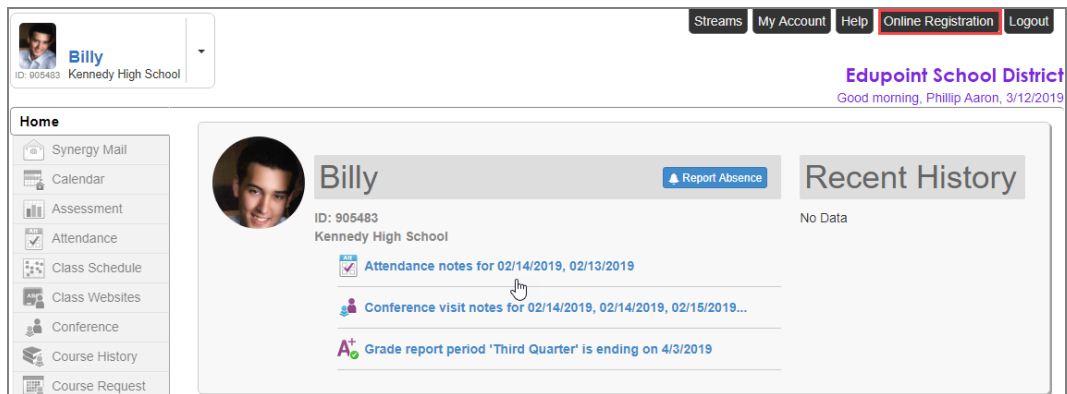 Streams My Account Help Online Registration Logout
Billy
ID: 905483 Kennedy High School
Edupoint School District
Good morning, Phillip Aaron, 3/12/2019
Home
Synergy Mail
Calendar
Assessment
Attendance
Class Schedule
Class Websites
Conference
Course History
Course Request
Billy
Report Absence
ID: 905483
Kennedy High School
Attendance notes for 02/14/2019, 02/13/2019
Conference visit notes for 02/14/2019, 02/14/2019, 02/15/2019...
A+ Grade report period 'Third Quarter' is ending on 4/3/2019
Recent History
No Data